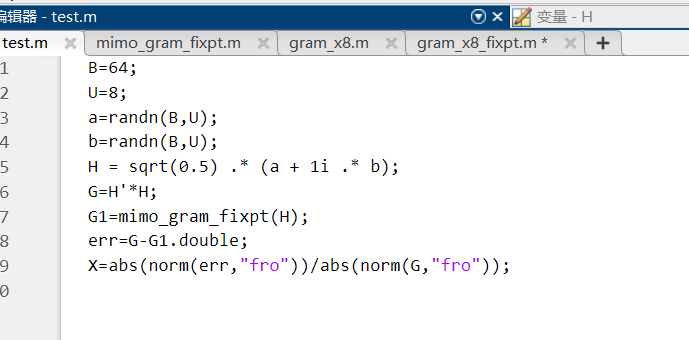 编辑器 - test.m
变量 - H
test.m
mimo_gram_fixpt.m
gram_x8.m
gram_x8_fixpt.m *
1 B=64;
2 U=8;
3 a=randn(B,U);
4 b=randn(B,U);
5 H = sqrt(0.5) .* (a + 1i .* b);
6 G=H'*H;
7 G1=mimo_gram_fixpt(H);
8 err=G-G1.double;
9 X=abs(norm(err,"fro"))/abs(norm(G,"fro"));
0